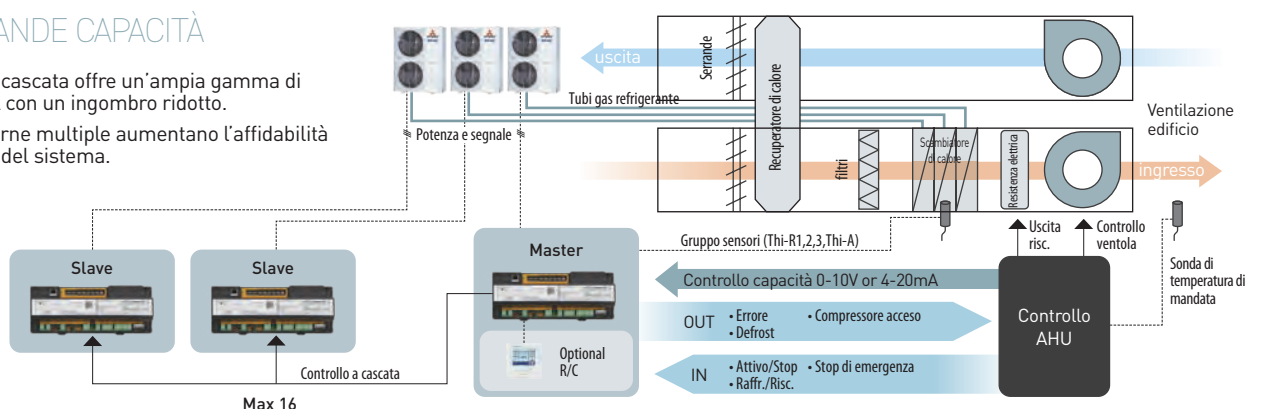 ANDE CAPACITÀ
cascata offre un'ampia gamma di
con un ingombro ridotto.
rne multiple aumentano l'affidabilità
del sistema.
uscita
Serrande
Recuperatore di calore
Tubi gas refrigerante
Potenza e segnale
filtri
Scambiatore
di calore
Resistenza elettrica
Ventilazione
edificio
ingresso
Slave
Slave
Master
Optional
R/C
Controllo a cascata
Max 16
Gruppo sensori (Thi-R1,2,3,Thi-A)
Uscita
risc.
Controllo
ventola
Sonda di
temperatura di
mandata
Controllo capacità 0-10V or 4-20mA
OUT
• Errore
• Compressore acceso
• Defrost
IN
• Attivo/Stop
• Stop di emergenza
• Raffr./Risc.
Controllo
AHU